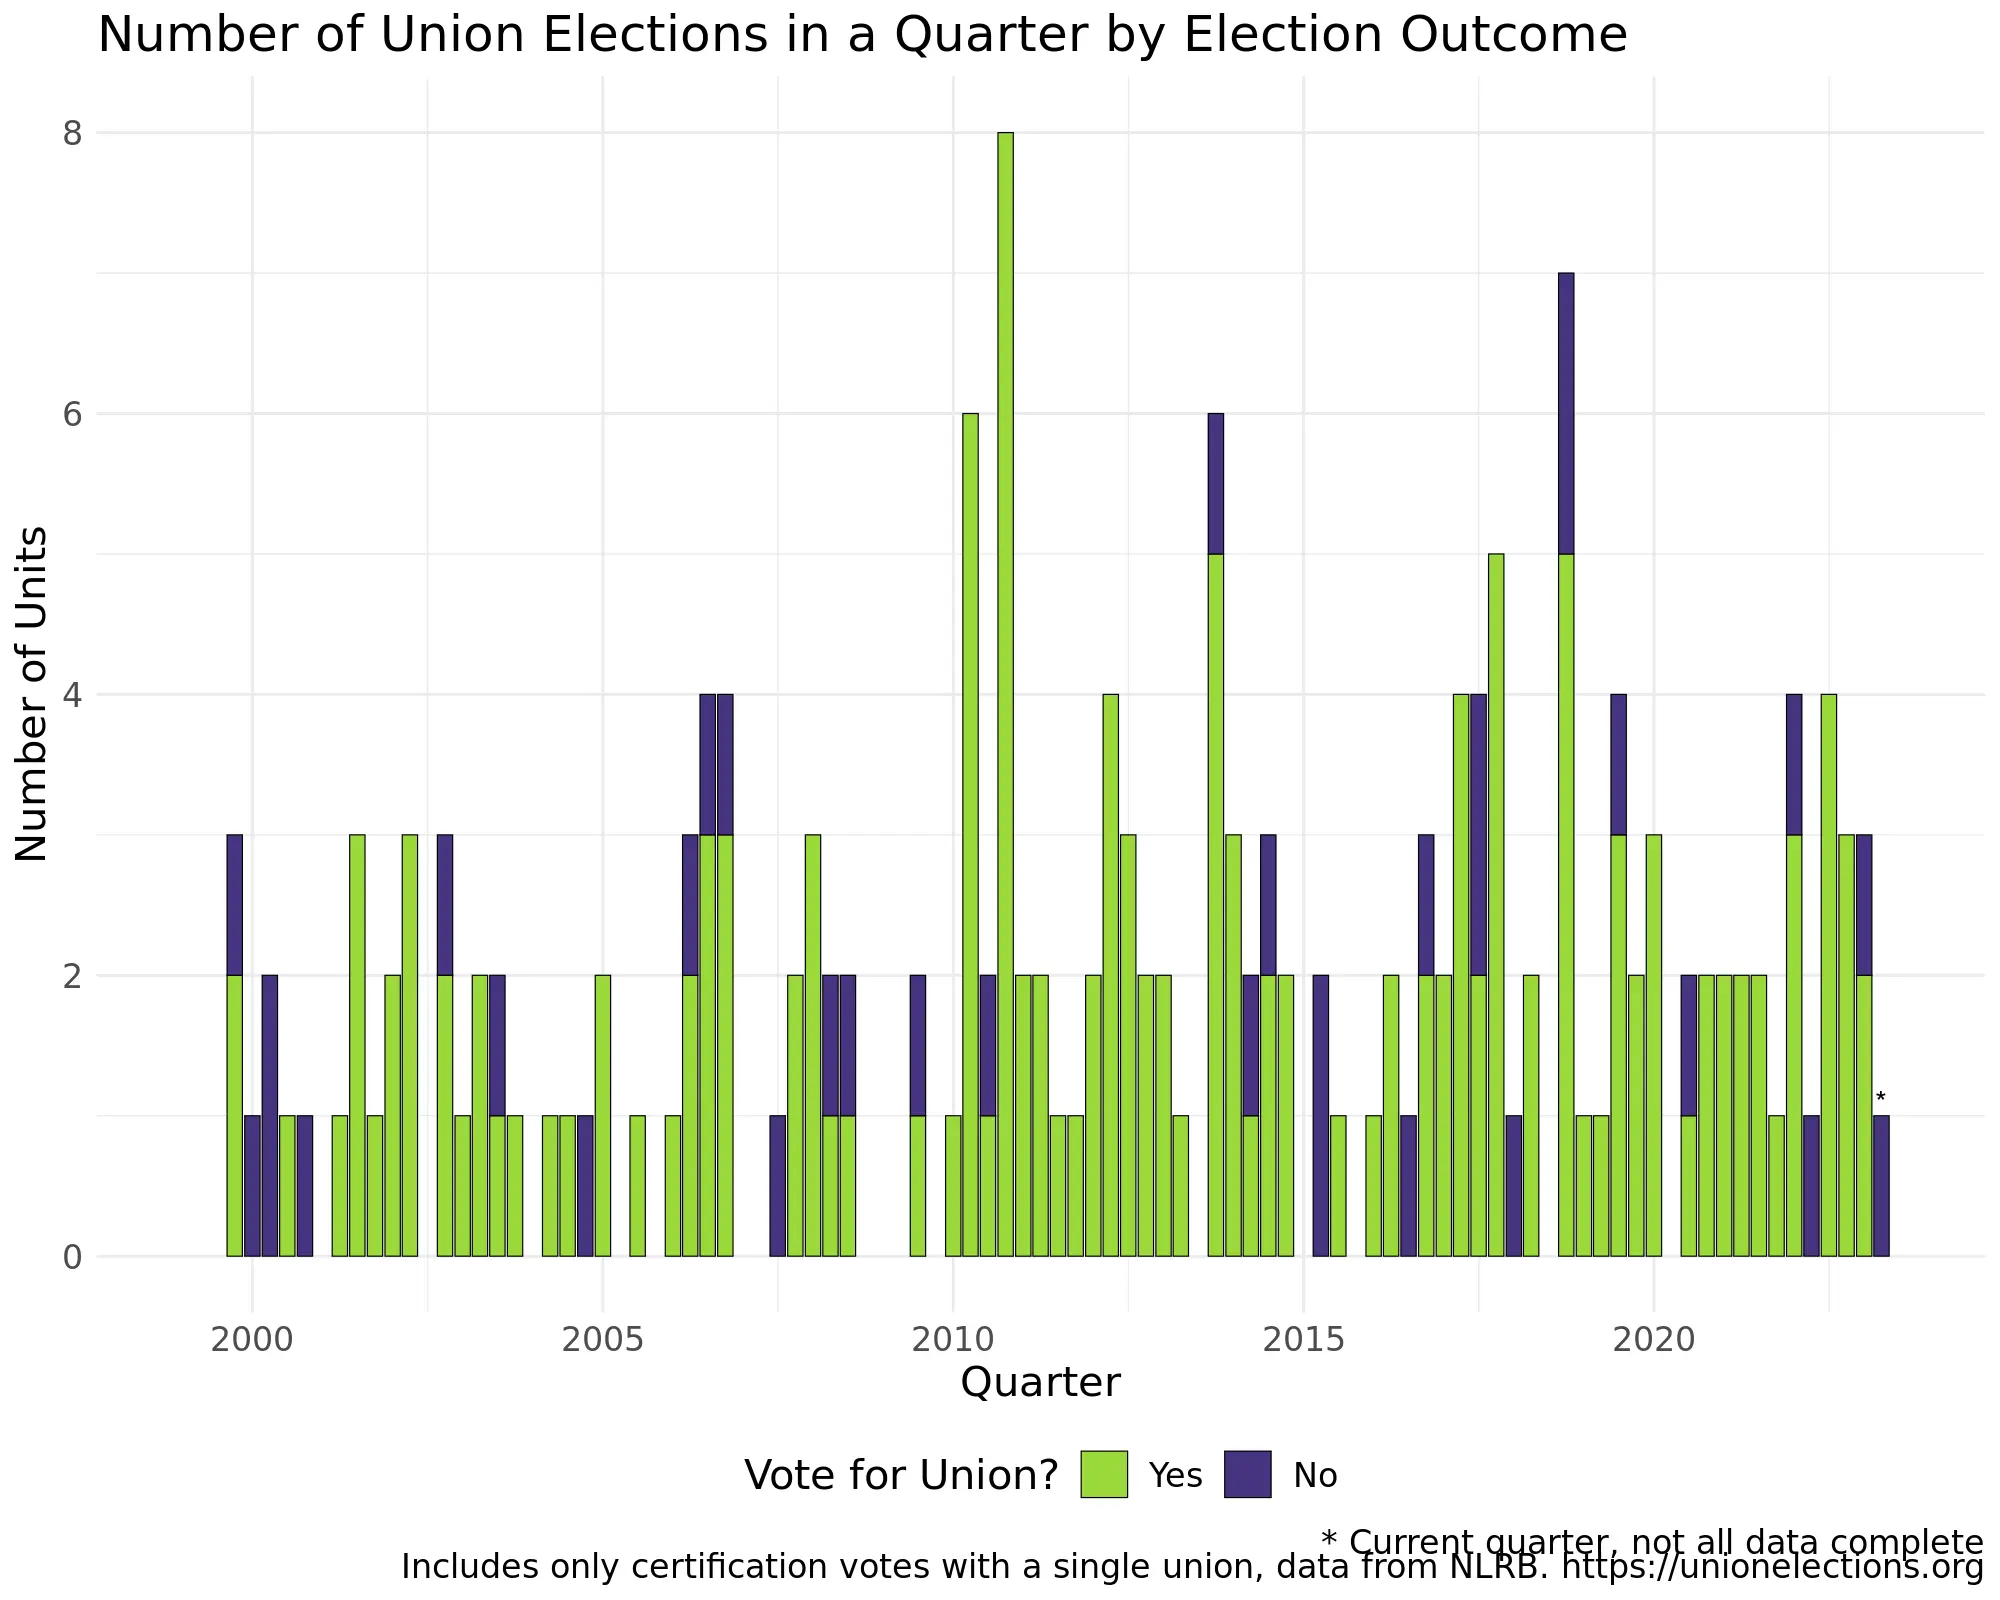 Number of Union Elections in a Quarter by Election Outcome
8
6
4
2
0
Number of Units
*
2000 2005 2010 2015 2020
Quarter
Vote for Union? Yes No
* Current quarter, not all data complete
Includes only certification votes with a single union, data from NLRB. https://unionelections.org